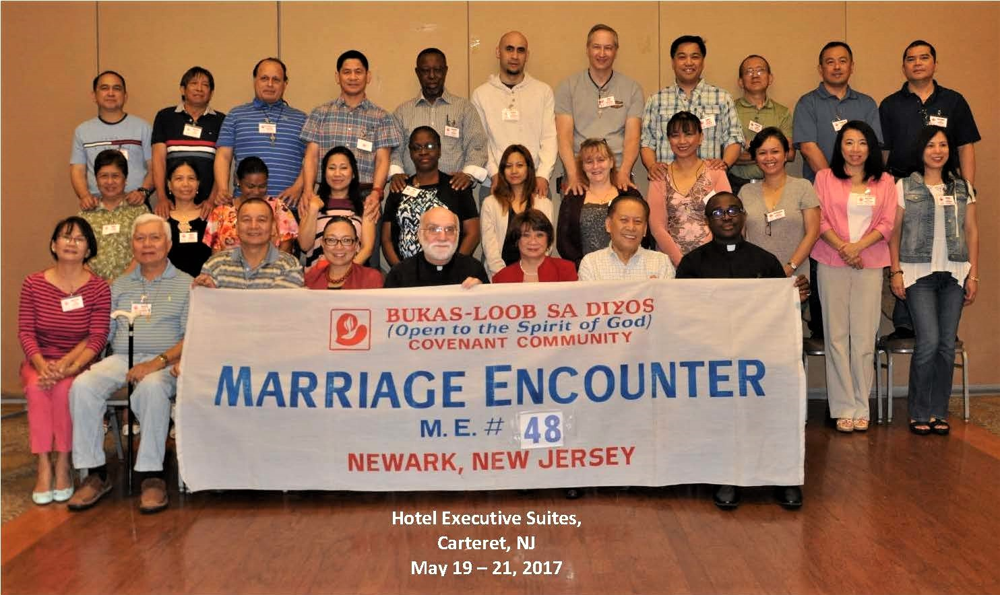 BUKAS-LOOB SA DIYOS
(Open to the Spirit of God)
COVENANT COMMUNITY
MARRIAGE ENCOUNTER
M. E. # 48
NEWARK, NEW JERSEY
Hotel Executive Suites,
Carteret, NJ
May 19 – 21, 2017